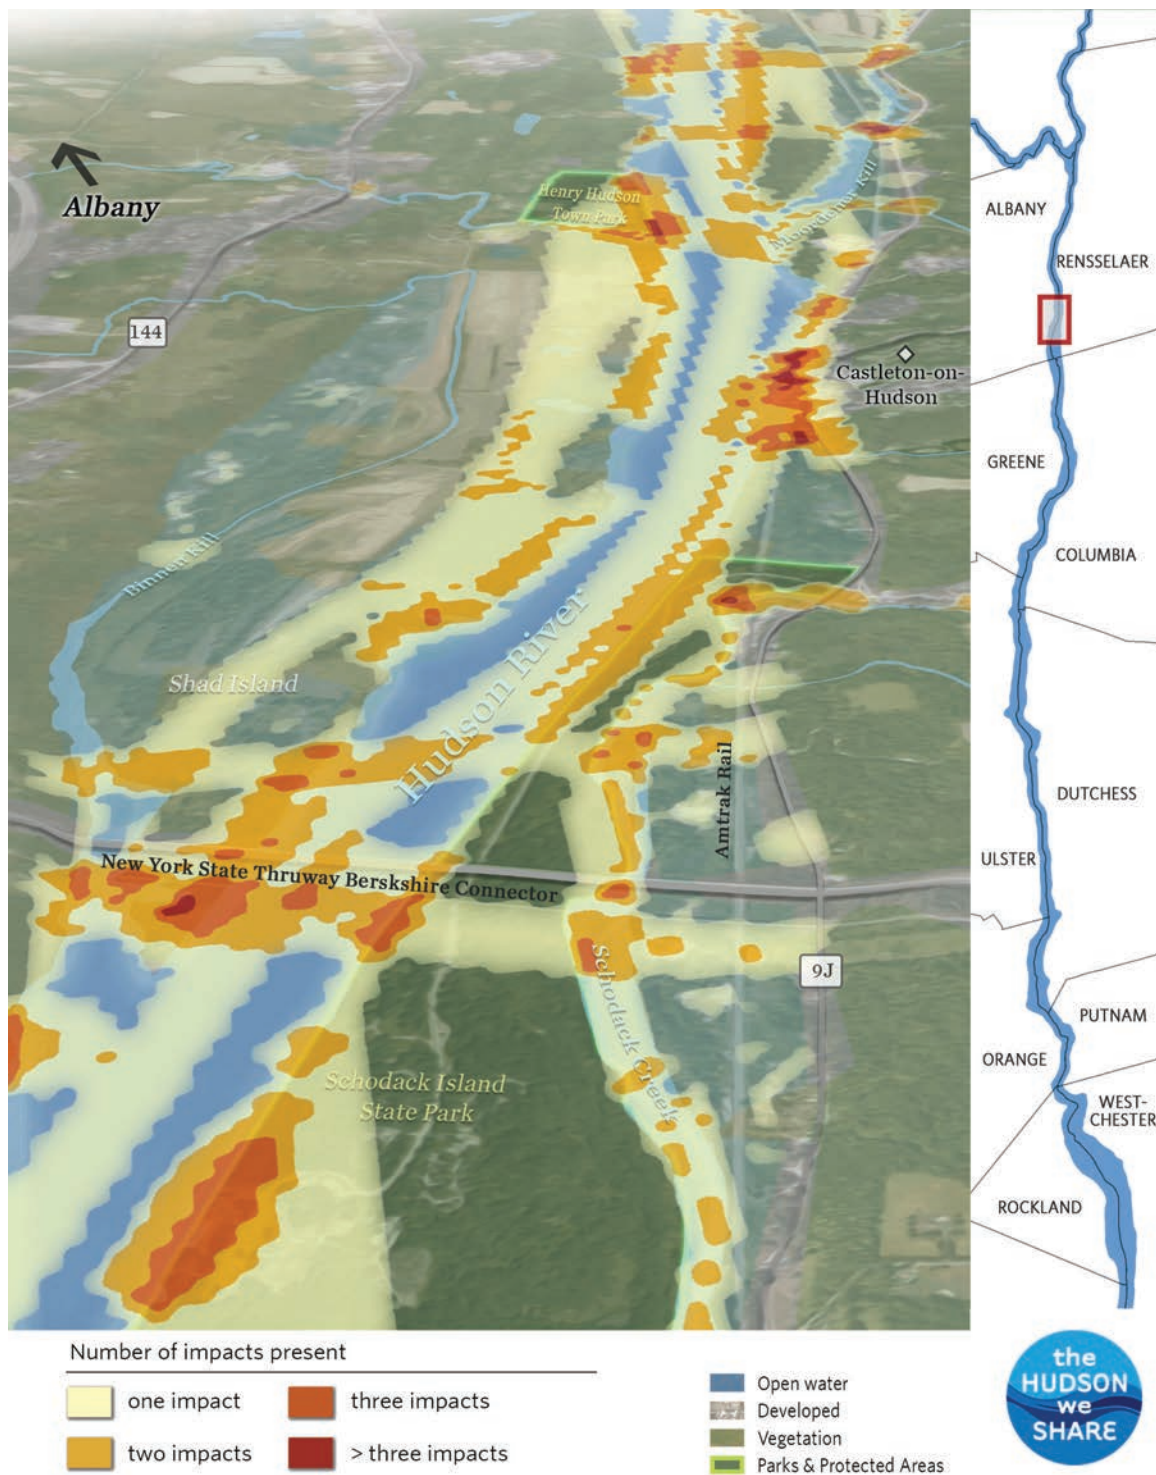 Albany
144
Henry Hudson
Town Park
Moordener Kill
Castleton-on-
Hudson
Binnen Kill
Shad Island
Hudson River
Amtrak Rail
New York State Thruway Berskshire Connector
9J
Schodack Creek
Schodack Island
State Park
ALBANY
RENSSELAER
GREENE
COLUMBIA
DUTCHESS
ULSTER
PUTNAM
ORANGE
WEST-
CHESTER
ROCKLAND
Number of impacts present
one impact
three impacts
two impacts
> three impacts
Open water
Developed
Vegetation
Parks & Protected Areas
the
HUDSON
we
SHARE